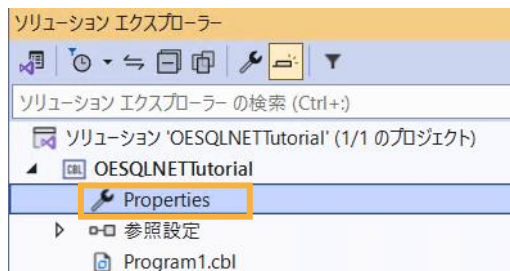 ソリューション エクスプローラー
ソリューション エクスプローラー の検索 (Ctrl+:)
ソリューション 'OESQLNETTutorial' (1/1 のプロジェクト)
CBL OESQLNETTutorial
Properties
参照設定
Program1.cbl